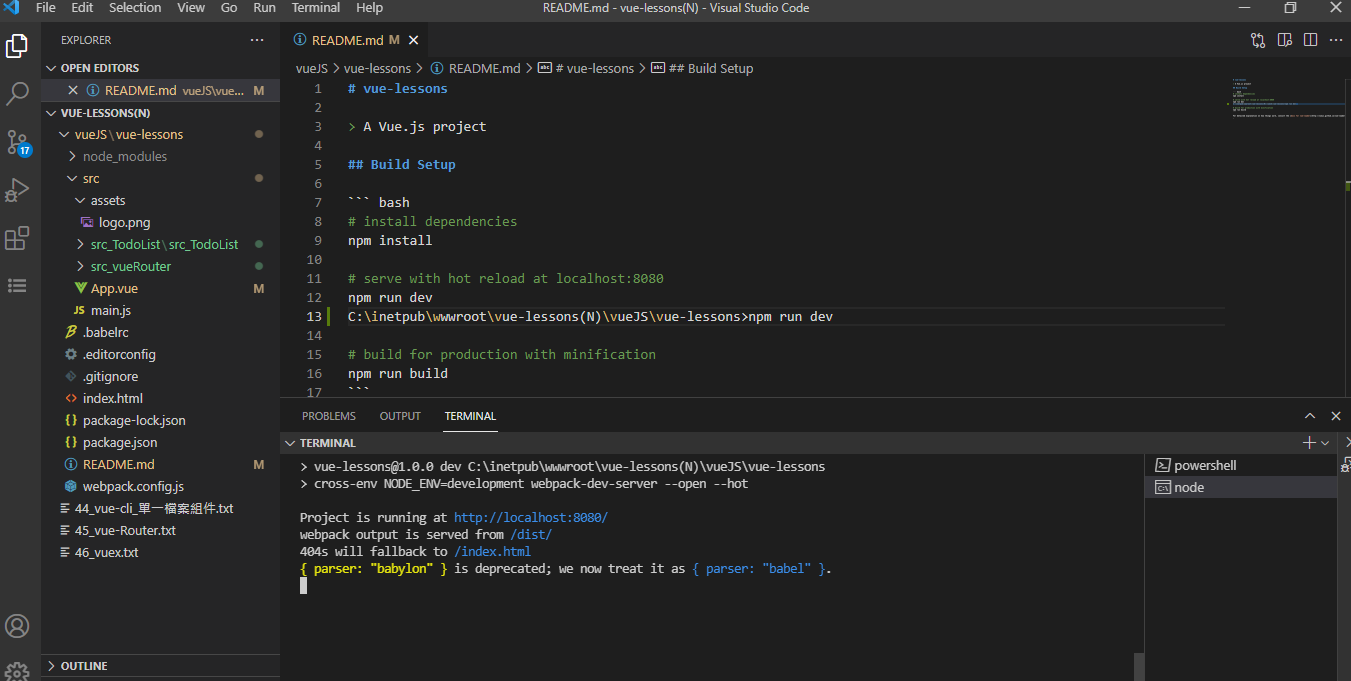 File Edit Selection View Go Run Terminal Help README.md - vue-lessons(N) - Visual Studio Code
EXPLORER
OPEN EDITORS
README.md vueJS\vue... M
VUE-LESSONS(N)
vueJS\vue-lessons
node_modules
src
assets
logo.png
src_TodoList\src_TodoList
src_vueRouter
App.vue M
JS main.js
.babelrc
.editorconfig
.gitignore
index.html
package-lock.json
package.json
README.md M
webpack.config.js
44_vue-cli_單一檔案組件.txt
45_vue-Router.txt
46_vuex.txt
OUTLINE
17
README.md M
vueJS > vue-lessons > README.md > # vue-lessons > ## Build Setup
1 # vue-lessons
2
3 > A Vue.js project
4
5 ## Build Setup
6
7 ``` bash
8 # install dependencies
9 npm install
10
11 # serve with hot reload at localhost:8080
12 npm run dev
13 C:\inetpub\wwwroot\vue-lessons(N)\vueJS\vue-lessons>npm run dev
14
15 # build for production with minification
16 npm run build
17 ```
PROBLEMS OUTPUT TERMINAL
TERMINAL
> vue-lessons@1.0.0 dev C:\inetpub\wwwroot\vue-lessons(N)\vueJS\vue-lessons
> cross-env NODE_ENV=development webpack-dev-server --open --hot
Project is running at http://localhost:8080/
webpack output is served from /dist/
404s will fallback to /index.html
{ parser: "babylon" } is deprecated; we now treat it as { parser: "babel" }.
powershell
node